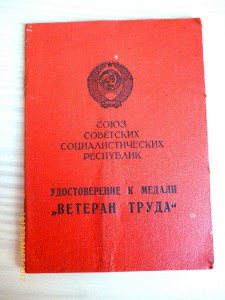 СОЮЗ
СОВЕТСКИХ
СОЦИАЛИСТИЧЕСКИХ
РЕСПУБЛИК
УДОСТОВЕРЕНИЕ К МЕДАЛИ
„ВЕТЕРАН ТРУДА“